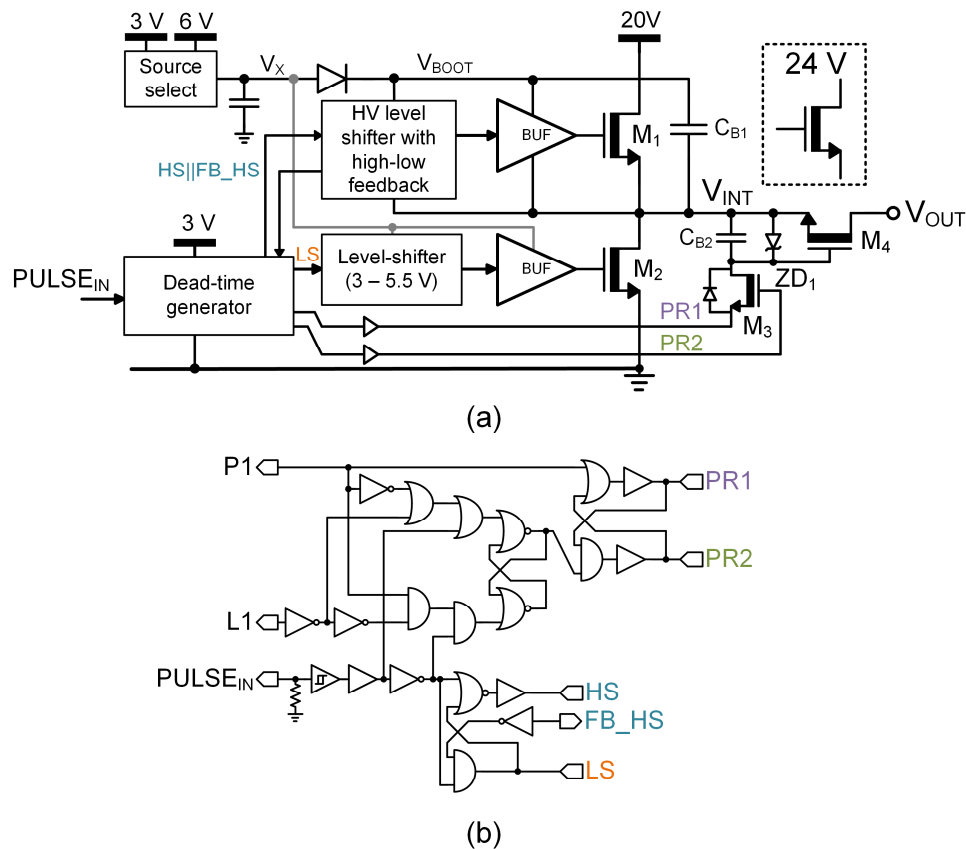 3 V 6 V
Source
select
V_X
V_BOOT
20V
24 V
HV level
shifter with
high-low
feedback
BUF
M_1
C_B1
HS||FB_HS
V_INT
V_OUT
3 V
C_B2
M_4
LS
Level-shifter
(3 – 5.5 V)
BUF
M_2
ZD_1
PULSE_IN
Dead-time
generator
PR1
M_3
PR2
(a)
P1
PR1
PR2
L1
PULSE_IN
HS
FB_HS
LS
(b)